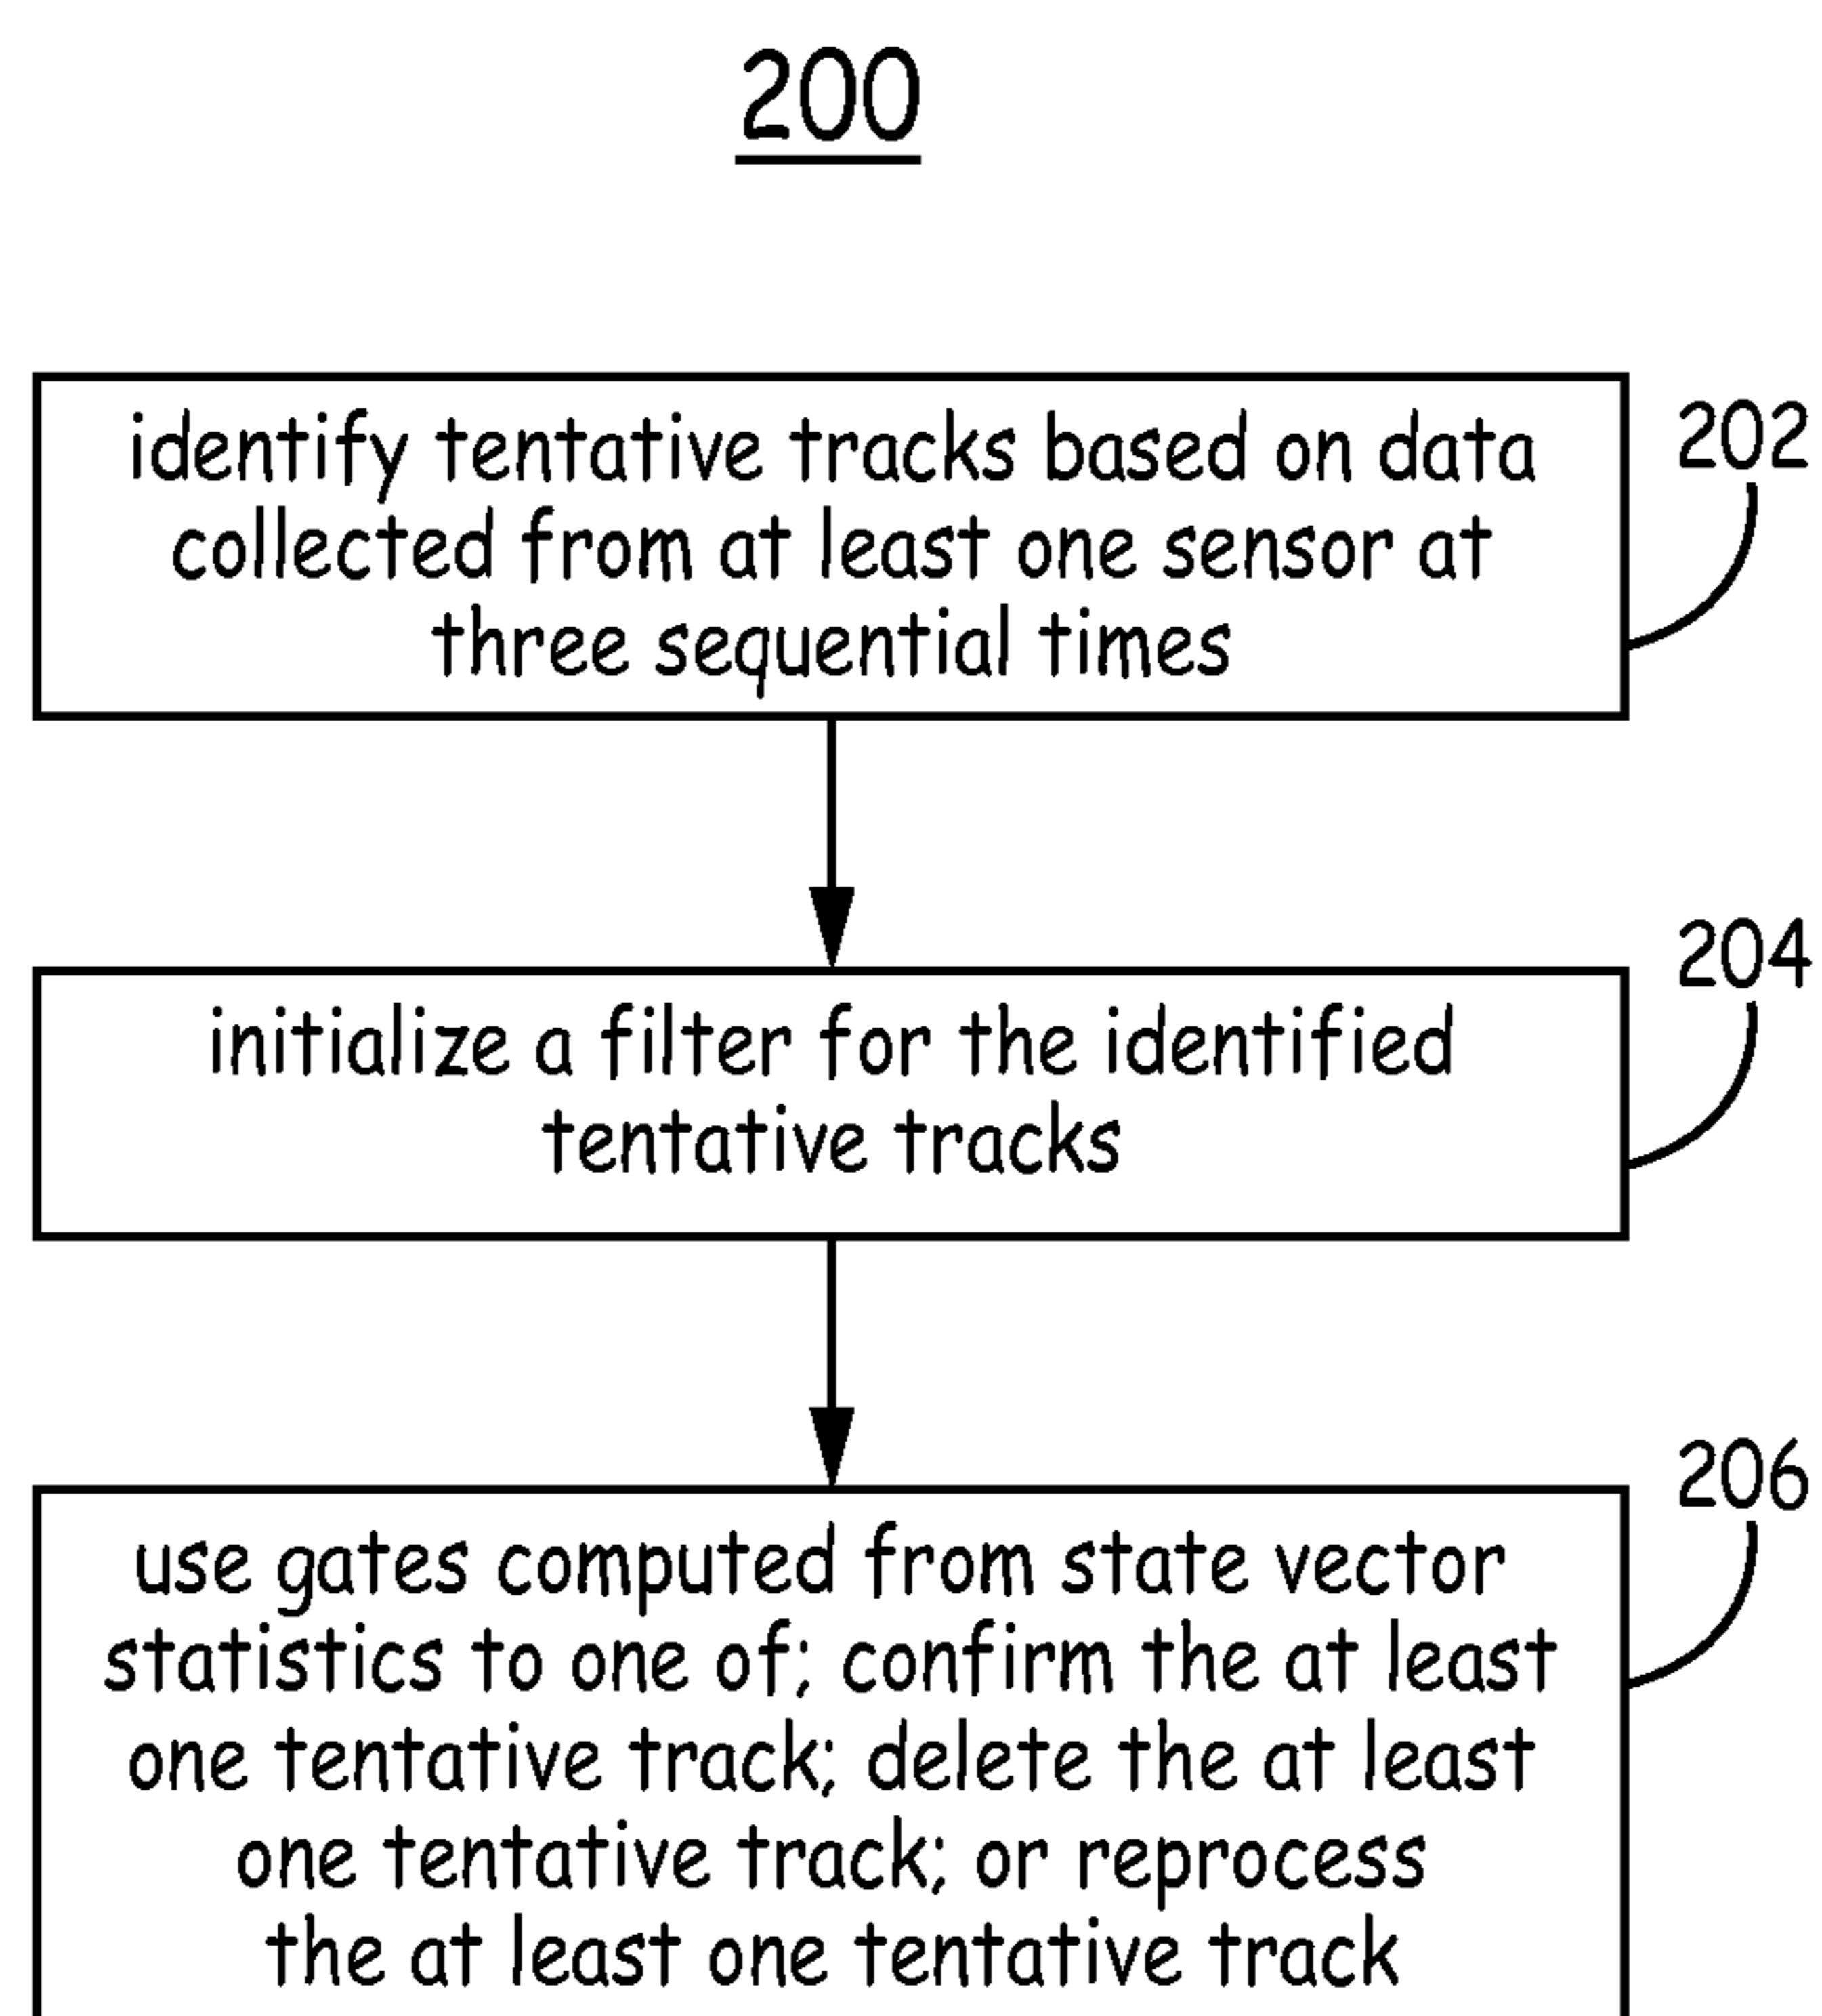 200
identify tentative tracks based on data
collected from at least one sensor at
three sequential times
202
initialize a filter for the identified
tentative tracks
204
use gates computed from state vector
statistics to one of; confirm the at least
one tentative track; delete the at least
one tentative track; or reprocess
the at least one tentative track
206